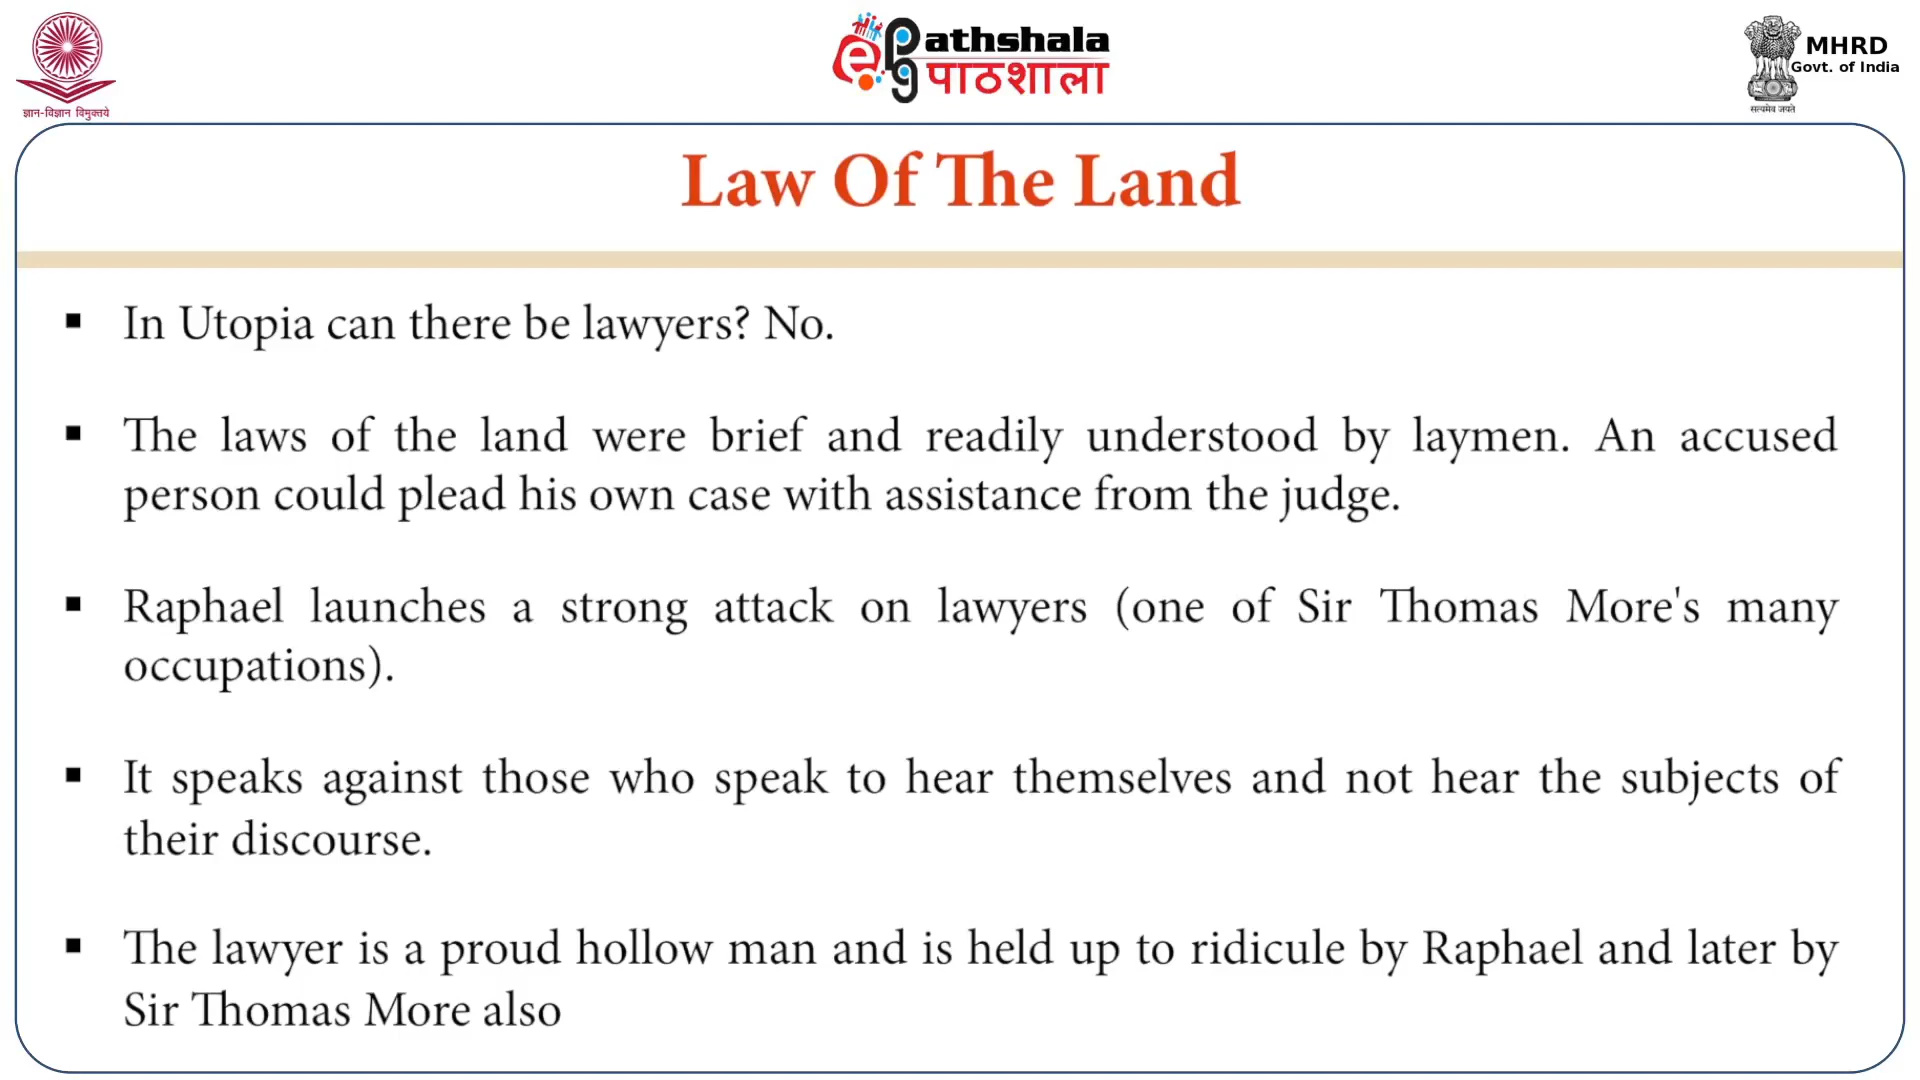 ज्ञान-विज्ञान विमुक्तये
ePathshala
पाठशाला
MHRD
Govt. of India
सत्यमेव जयते
Law Of The Land
▪ In Utopia can there be lawyers? No.
▪ The laws of the land were brief and readily understood by laymen. An accused
person could plead his own case with assistance from the judge.
▪ Raphael launches a strong attack on lawyers (one of Sir Thomas More's many
occupations).
▪ It speaks against those who speak to hear themselves and not hear the subjects of
their discourse.
▪ The lawyer is a proud hollow man and is held up to ridicule by Raphael and later by
Sir Thomas More also